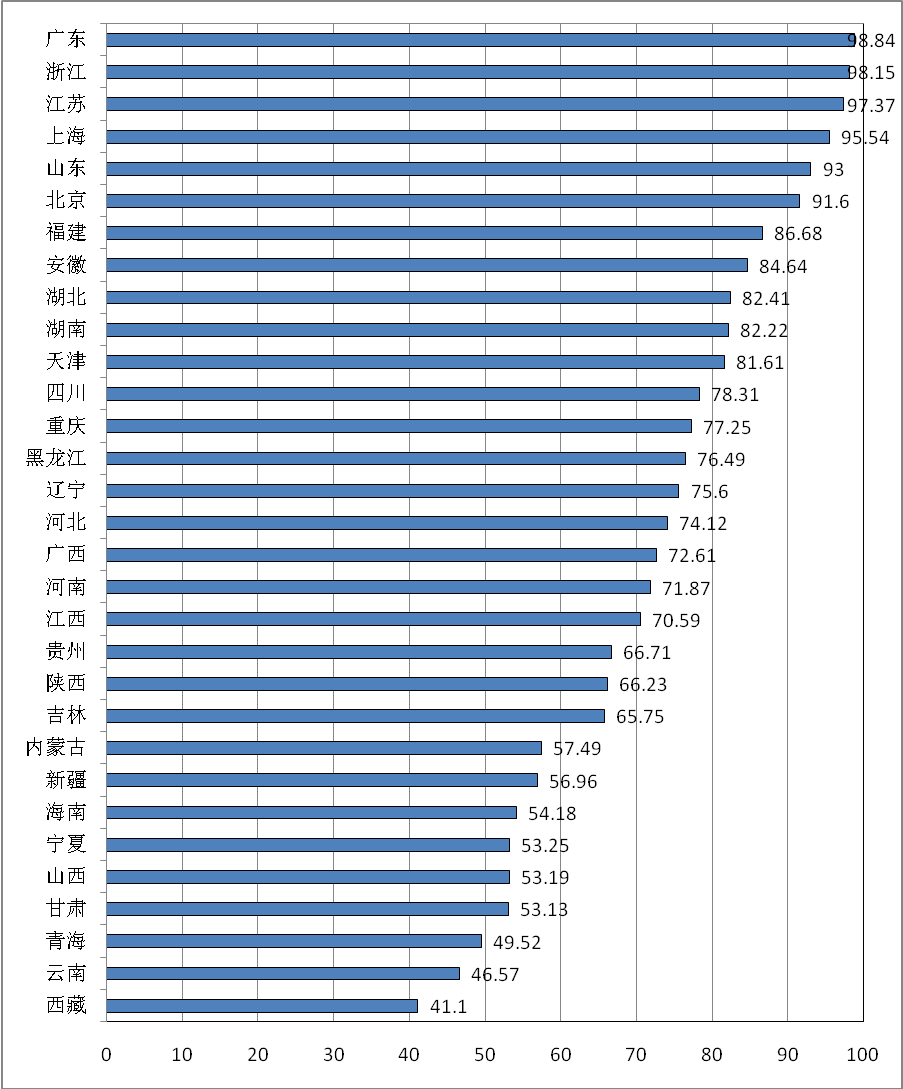 广东 98.84
浙江 98.15
江苏 97.37
上海 95.54
山东 93
北京 91.6
福建 86.68
安徽 84.64
湖北 82.41
湖南 82.22
天津 81.61
四川 78.31
重庆 77.25
黑龙江 76.49
辽宁 75.6
河北 74.12
广西 72.61
河南 71.87
江西 70.59
贵州 66.71
陕西 66.23
吉林 65.75
内蒙古 57.49
新疆 56.96
海南 54.18
宁夏 53.25
山西 53.19
甘肃 53.13
青海 49.52
云南 46.57
西藏 41.1
0 10 20 30 40 50 60 70 80 90 100